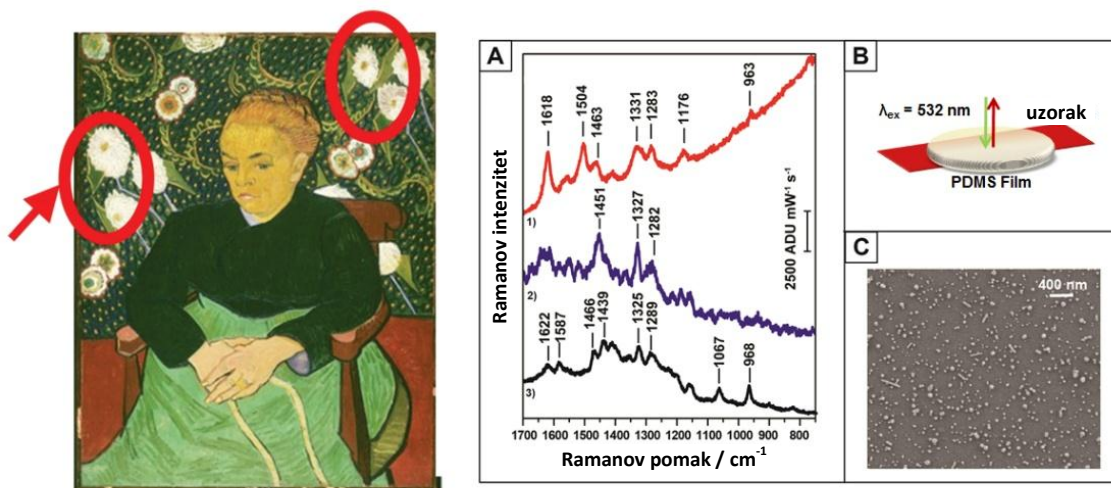 A
Ramanov intenzitet
1618
1504
1463
1331
1283
1176
963
1)
1451
1327
1282
2)
1622
1587
1466
1439
1325
1289
1067
968
3)
2500 ADU mW⁻¹ s⁻¹
1700 1600 1500 1400 1300 1200 1100 1000 900 800
Ramanov pomak / cm⁻¹
B
λex = 532 nm
uzorak
PDMS Film
C
400 nm